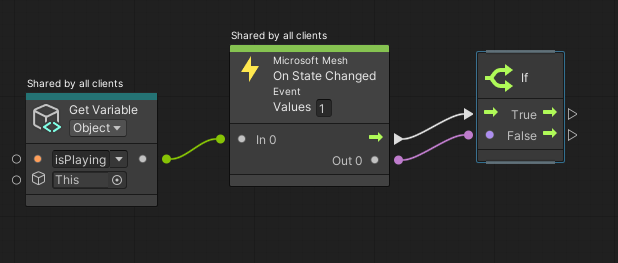 Shared by all clients
Get Variable
Object
isPlaying
This
Shared by all clients
Microsoft Mesh
On State Changed
Event
Values 1
In 0
Out 0
If
True
False